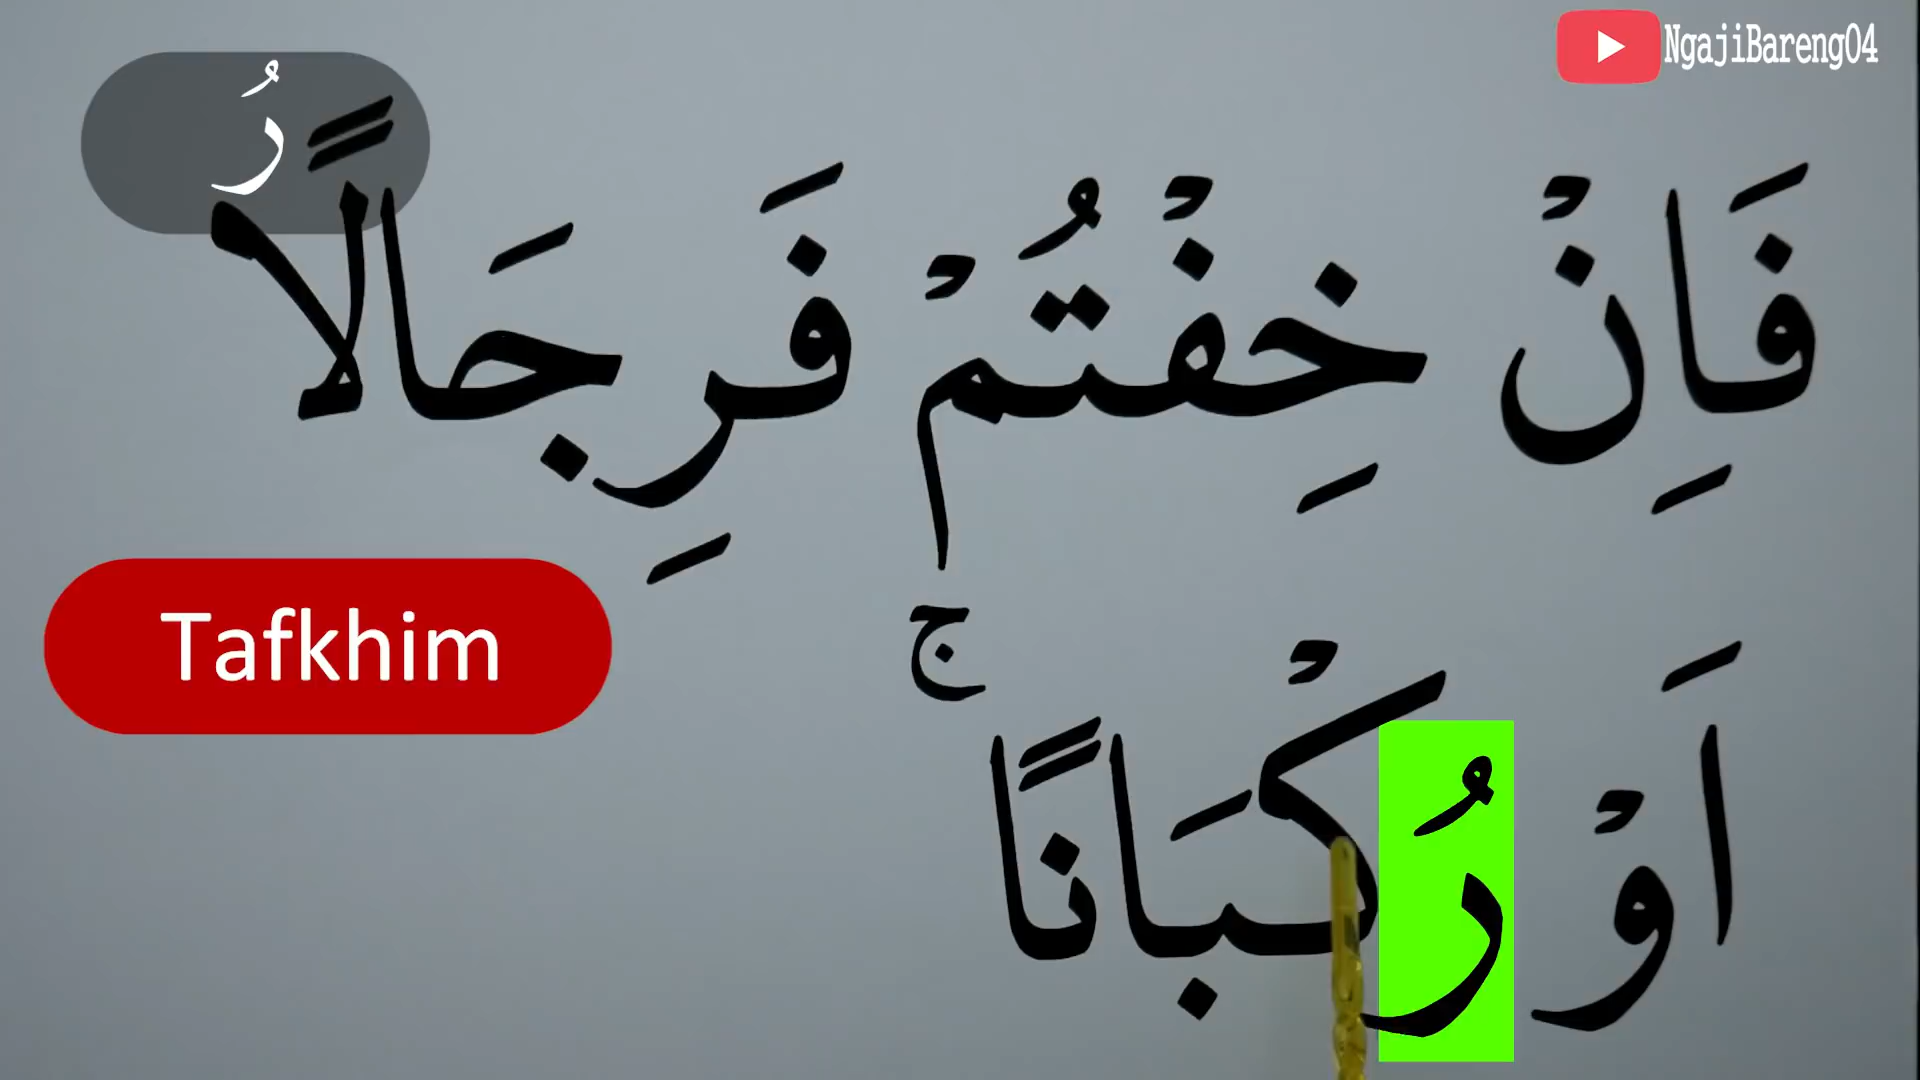 NgajiBareng04
رُ
فَاِنْ خِفْتُمْ فَرِجَالًا
Tafkhim
اَوْ رُكْبَانًا ۚ